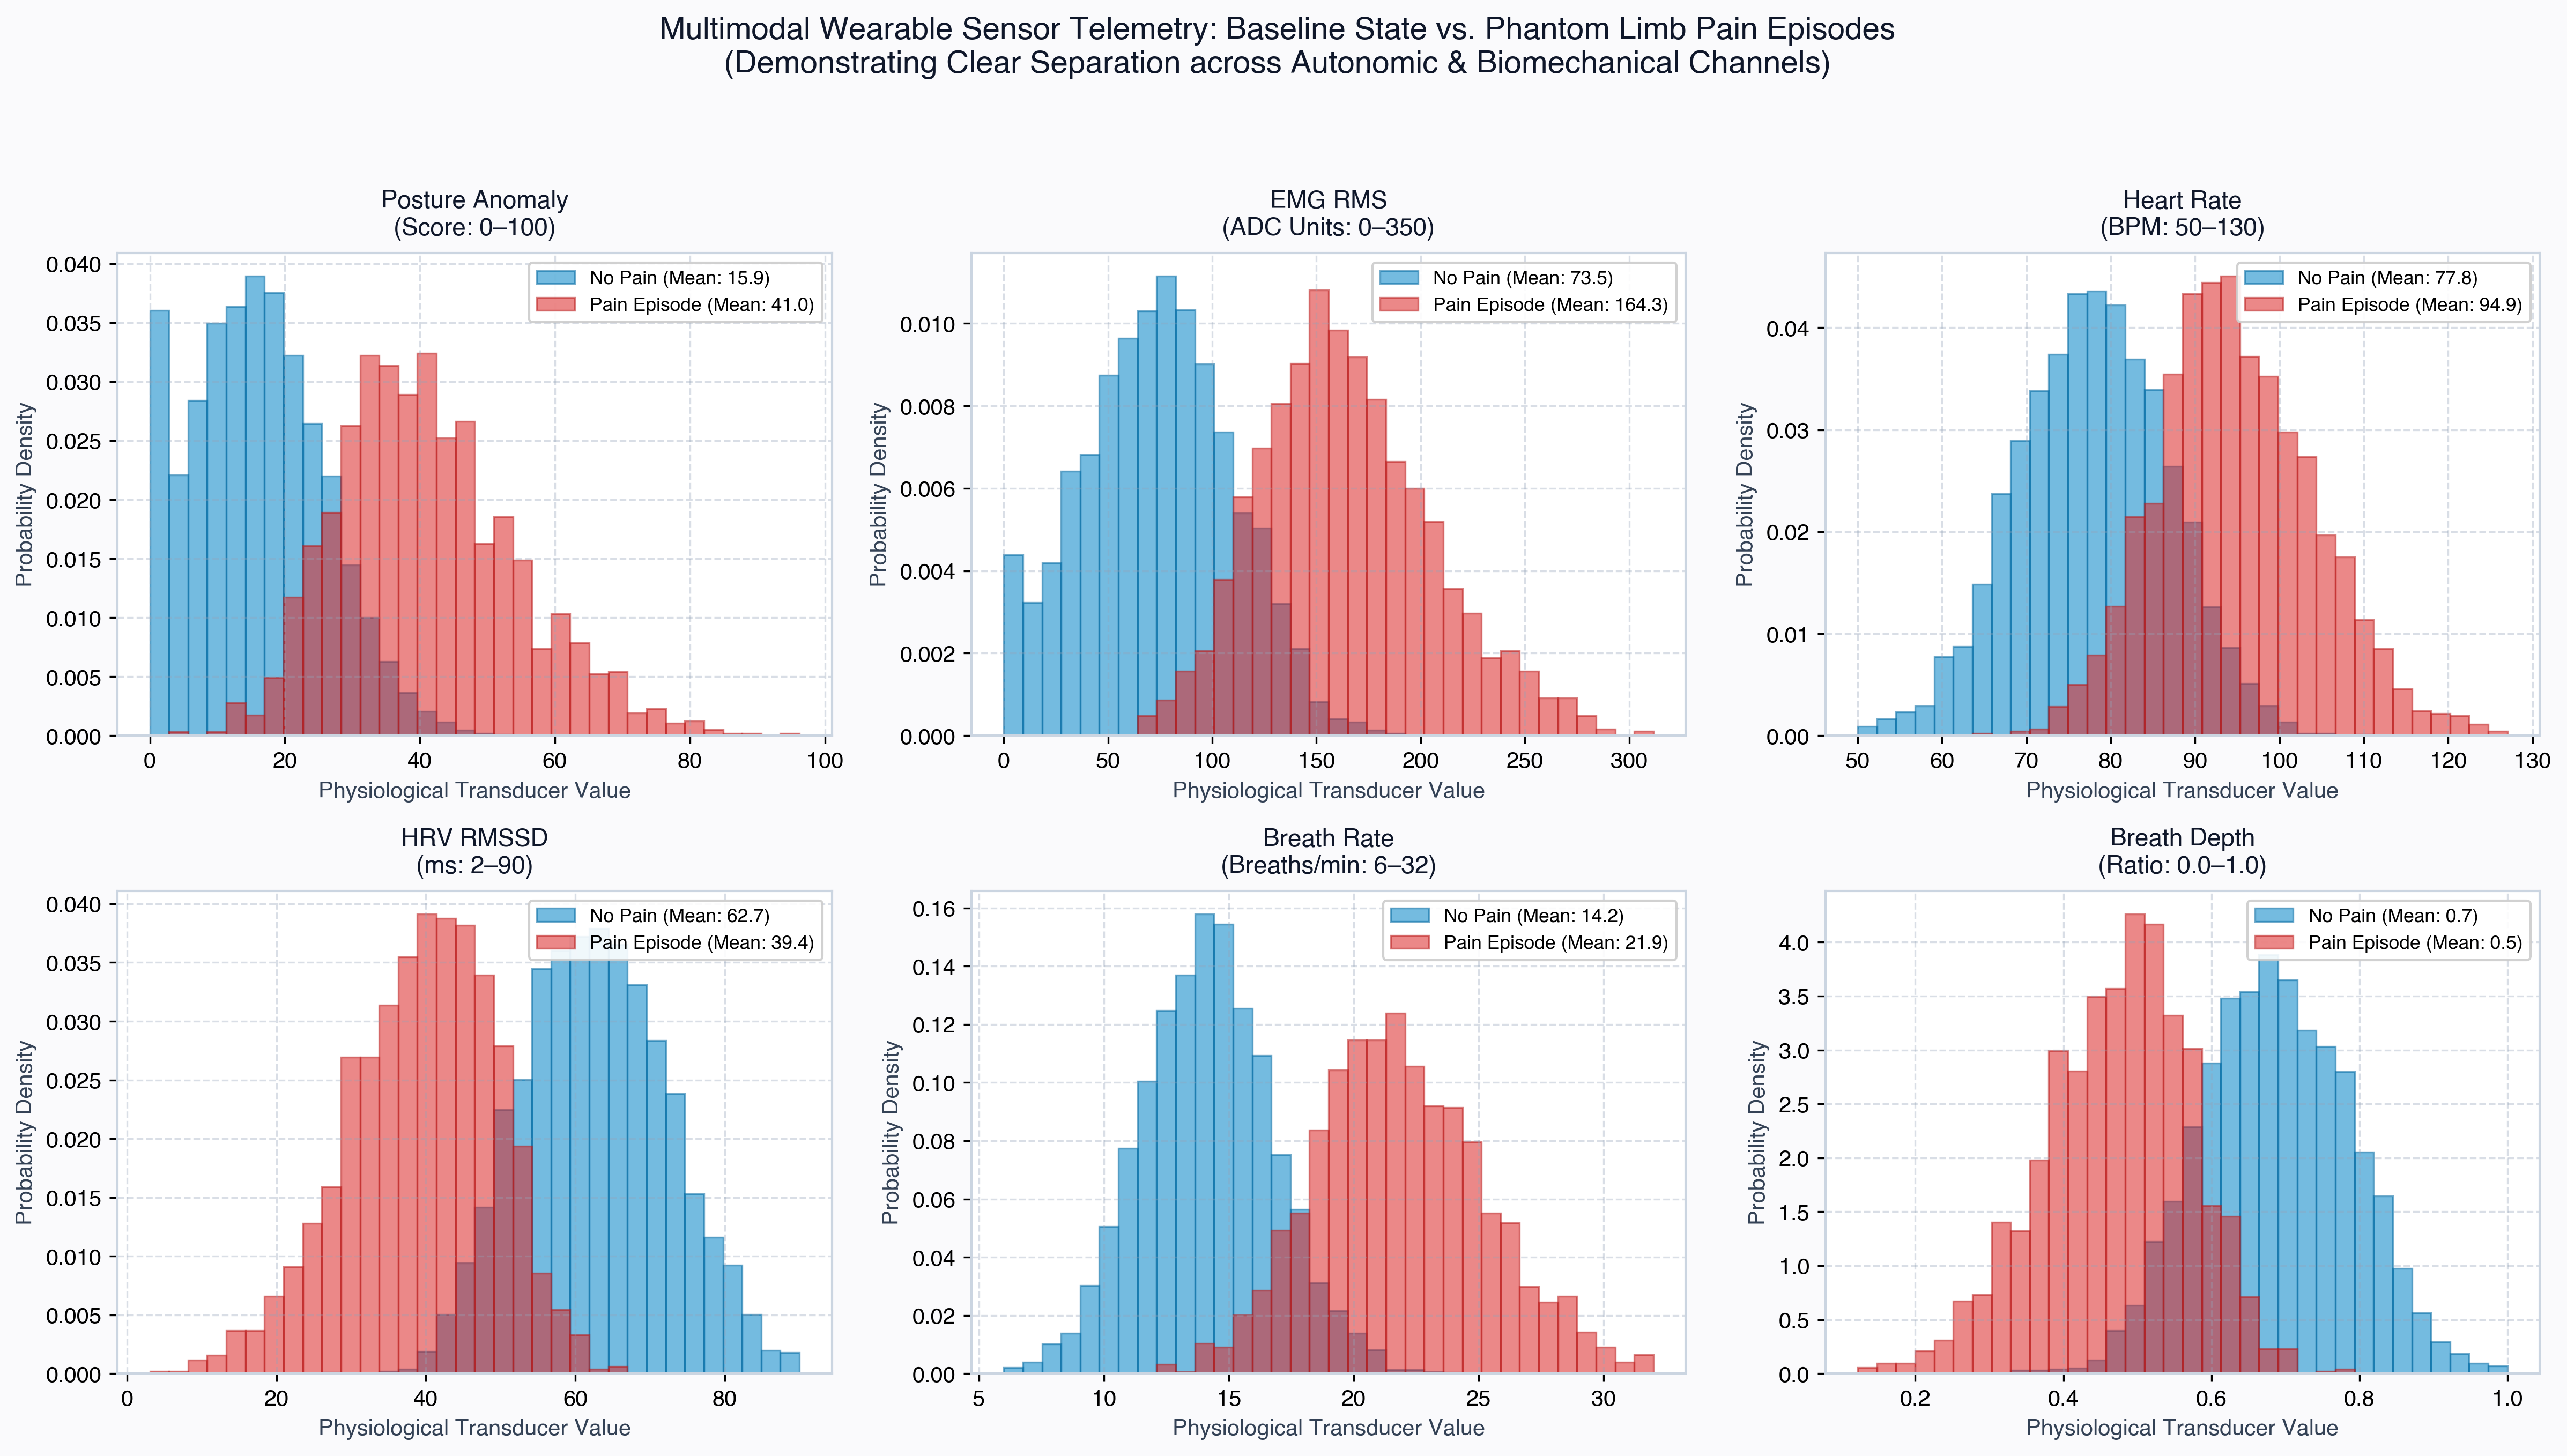 Multimodal Wearable Sensor Telemetry: Baseline State vs. Phantom Limb Pain Episodes
(Demonstrating Clear Separation across Autonomic & Biomechanical Channels)
Posture Anomaly
(Score: 0–100)
No Pain (Mean: 15.9)
Pain Episode (Mean: 41.0)
Probability Density
0.040
0.035
0.030
0.025
0.020
0.015
0.010
0.005
0.000
0 20 40 60 80 100
Physiological Transducer Value
EMG RMS
(ADC Units: 0–350)
No Pain (Mean: 73.5)
Pain Episode (Mean: 164.3)
Probability Density
0.010
0.008
0.006
0.004
0.002
0.000
0 50 100 150 200 250 300
Physiological Transducer Value
Heart Rate
(BPM: 50–130)
No Pain (Mean: 77.8)
Pain Episode (Mean: 94.9)
Probability Density
0.04
0.03
0.02
0.01
0.00
50 60 70 80 90 100 110 120 130
Physiological Transducer Value
HRV RMSSD
(ms: 2–90)
No Pain (Mean: 62.7)
Pain Episode (Mean: 39.4)
Probability Density
0.040
0.035
0.030
0.025
0.020
0.015
0.010
0.005
0.000
0 20 40 60 80
Physiological Transducer Value
Breath Rate
(Breaths/min: 6–32)
No Pain (Mean: 14.2)
Pain Episode (Mean: 21.9)
Probability Density
0.16
0.14
0.12
0.10
0.08
0.06
0.04
0.02
0.00
5 10 15 20 25 30
Physiological Transducer Value
Breath Depth
(Ratio: 0.0–1.0)
No Pain (Mean: 0.7)
Pain Episode (Mean: 0.5)
Probability Density
4.0
3.5
3.0
2.5
2.0
1.5
1.0
0.5
0.0
0.2 0.4 0.6 0.8 1.0
Physiological Transducer Value